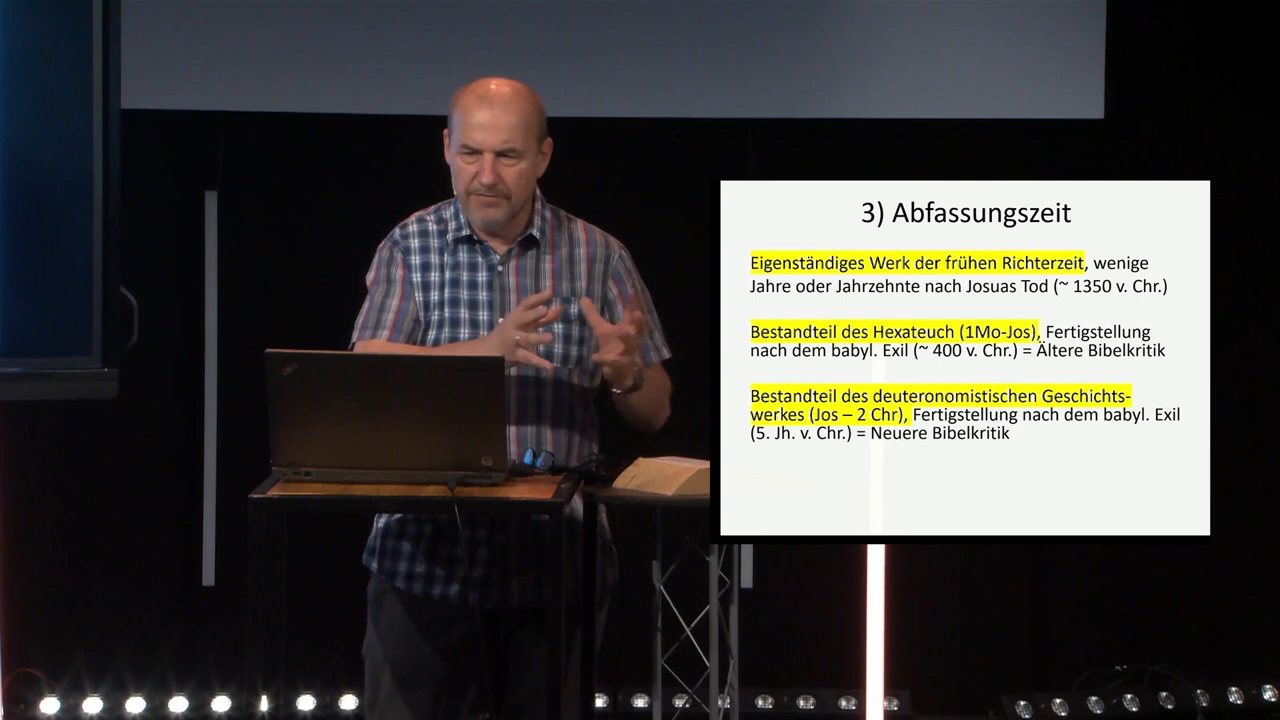 3) Abfassungszeit
Eigenständiges Werk der frühen Richterzeit, wenige
Jahre oder Jahrzehnte nach Josuas Tod (~ 1350 v. Chr.)
Bestandteil des Hexateuch (1Mo-Jos), Fertigstellung
nach dem babyl. Exil (~ 400 v. Chr.) = Ältere Bibelkritik
Bestandteil des deuteronomistischen Geschichts-
werkes (Jos – 2 Chr), Fertigstellung nach dem babyl. Exil
(5. Jh. v. Chr.) = Neuere Bibelkritik